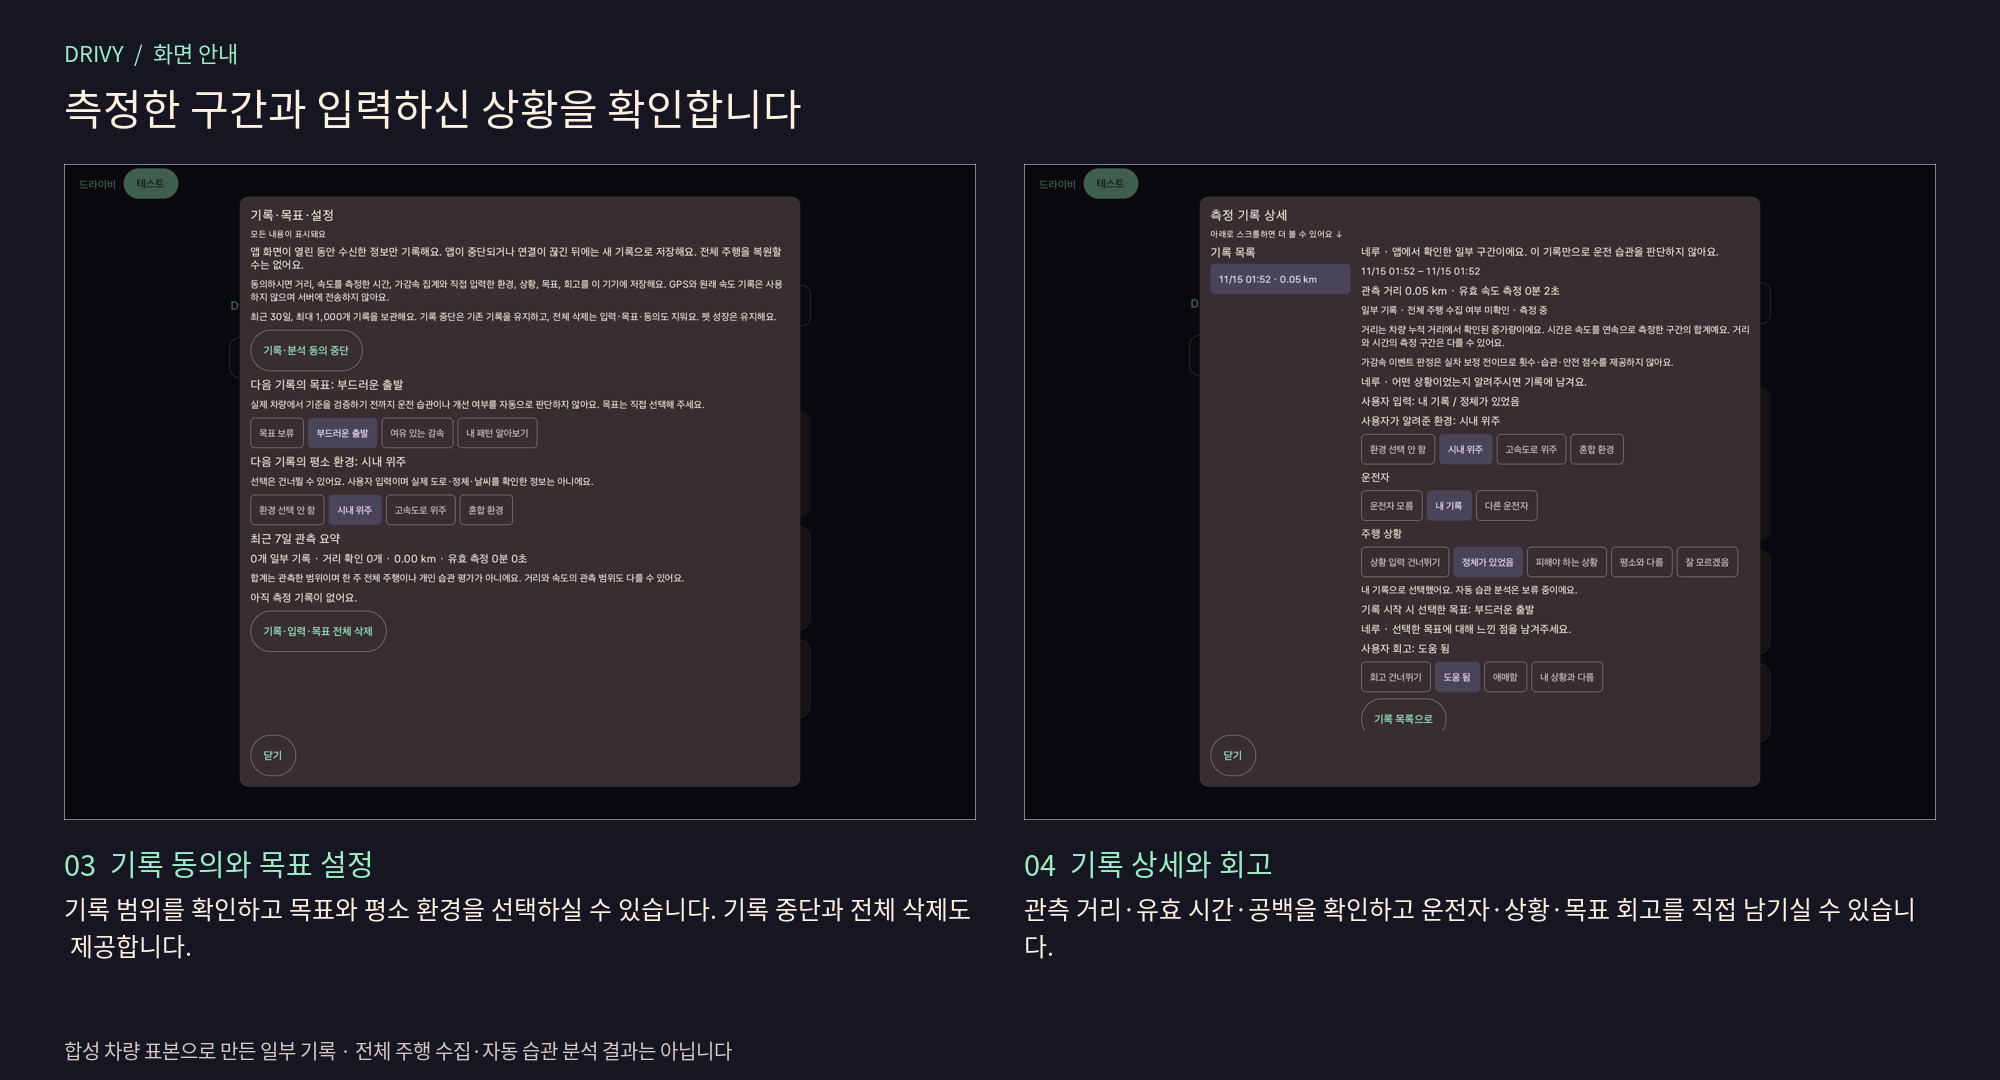 DRIVY / 화면 안내
측정한 구간과 입력하신 상황을 확인합니다
드라이비 테스트
기록·목표·설정
모든 내용이 표시돼요
앱 화면이 열린 동안 수신한 정보만 기록해요. 앱이 중단되거나 연결이 끊긴 뒤에는 새 기록으로 저장해요. 전체 주행을 복원할
수는 없어요.
동의하시면 거리, 속도를 측정한 시간, 가감속 집계와 직접 입력한 환경, 상황, 목표, 회고를 이 기기에 저장해요. GPS와 원래 속도 기록은 사용
하지 않으며 서버에 전송하지 않아요.
D
최근 30일, 최대 1,000개 기록을 보관해요. 기록 중단은 기존 기록을 유지하고, 전체 삭제는 입력·목표·동의도 지워요. 펫 성장은 유지해요.
기록·분석 동의 중단
다음 기록의 목표: 부드러운 출발
실제 차량에서 기준을 검증하기 전까지 운전 습관이나 개선 여부를 자동으로 판단하지 않아요. 목표는 직접 선택해 주세요.
목표 보류 부드러운 출발 여유 있는 감속 내 패턴 알아보기
다음 기록의 평소 환경: 시내 위주
선택은 건너뛸 수 있어요. 사용자 입력이며 실제 도로·정체·날씨를 확인한 정보는 아니에요.
환경 선택 안 함 시내 위주 고속도로 위주 혼합 환경
최근 7일 관측 요약
0개 일부 기록 · 거리 확인 0개 · 0.00 km · 유효 측정 0분 0초
합계는 관측한 범위이며 한 주 전체 주행이나 개인 습관 평가가 아니에요. 거리와 속도의 관측 범위도 다를 수 있어요.
아직 측정 기록이 없어요.
기록·입력·목표 전체 삭제
닫기
03 기록 동의와 목표 설정
기록 범위를 확인하고 목표와 평소 환경을 선택하실 수 있습니다. 기록 중단과 전체 삭제도
제공합니다.
드라이비 테스트
측정 기록 상세
아래로 스크롤하면 더 볼 수 있어요 ↓
기록 목록
11/15 01:52 · 0.05 km
D
네루 · 앱에서 확인한 일부 구간이에요. 이 기록만으로 운전 습관을 판단하지 않아요.
11/15 01:52 – 11/15 01:52
관측 거리 0.05 km · 유효 속도 측정 0분 2초
일부 기록 · 전체 주행 수집 여부 미확인 · 측정 중
거리는 차량 누적 거리에서 확인된 증가량이에요. 시간은 속도를 연속으로 측정한 구간의 합계예요. 거리
와 시간의 측정 구간은 다를 수 있어요.
가감속 이벤트 판정은 실차 보정 전이므로 횟수·습관·안전 점수를 제공하지 않아요.
네루 · 어떤 상황이었는지 알려주시면 기록에 남겨요.
사용자 입력: 내 기록 / 정체가 있었음
사용자가 알려준 환경: 시내 위주
환경 선택 안 함 시내 위주 고속도로 위주 혼합 환경
운전자
운전자 모름 내 기록 다른 운전자
주행 상황
상황 입력 건너뛰기 정체가 있었음 피해야 하는 상황 평소와 다름 잘 모르겠음
내 기록으로 선택했어요. 자동 습관 분석은 보류 중이에요.
기록 시작 시 선택한 목표: 부드러운 출발
네루 · 선택한 목표에 대해 느낀 점을 남겨주세요.
사용자 회고: 도움 됨
회고 건너뛰기 도움 됨 애매함 내 상황과 다름
기록 목록으로
닫기
04 기록 상세와 회고
관측 거리·유효 시간·공백을 확인하고 운전자·상황·목표 회고를 직접 남기실 수 있습니
다.
합성 차량 표본으로 만든 일부 기록 · 전체 주행 수집·자동 습관 분석 결과는 아닙니다